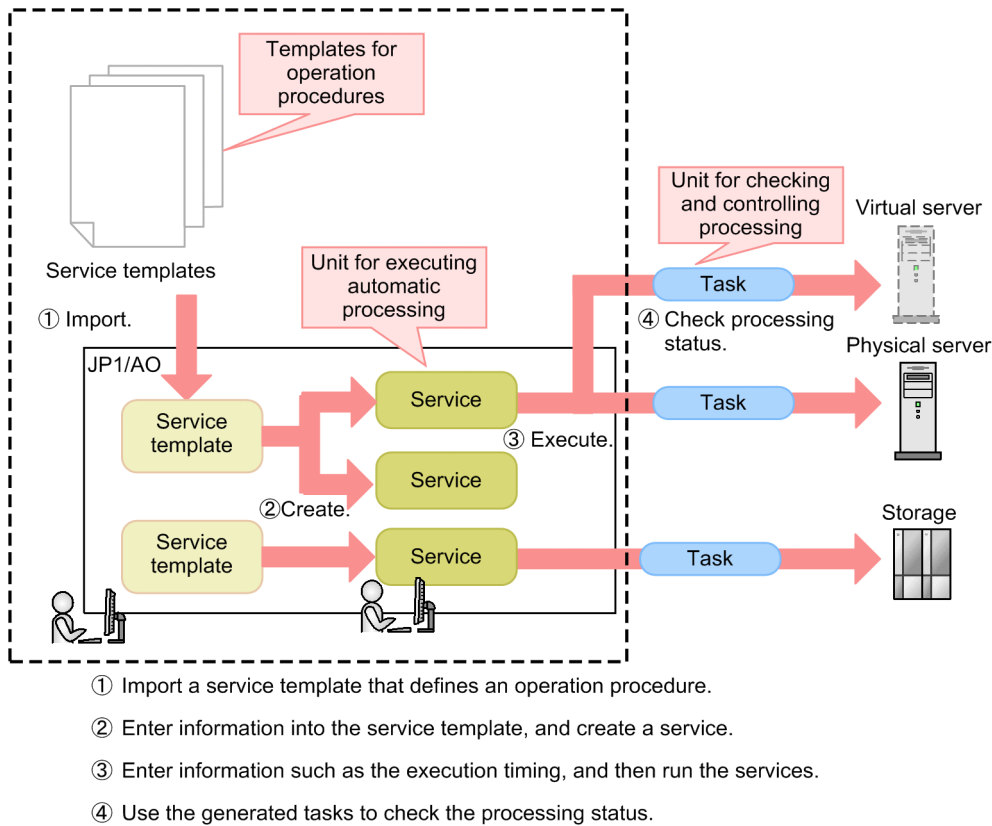 Templates for
operation
procedures
Service templates
① Import.
Unit for executing
automatic
processing
Unit for checking
and controlling
processing
Virtual server
Task
④ Check processing
status.
Physical server
JP1/AO
Service
template
Service
Task
③ Execute.
Service
②Create.
Storage
Service
template
Service
Task
① Import a service template that defines an operation procedure.
② Enter information into the service template, and create a service.
③ Enter information such as the execution timing, and then run the services.
④ Use the generated tasks to check the processing status.